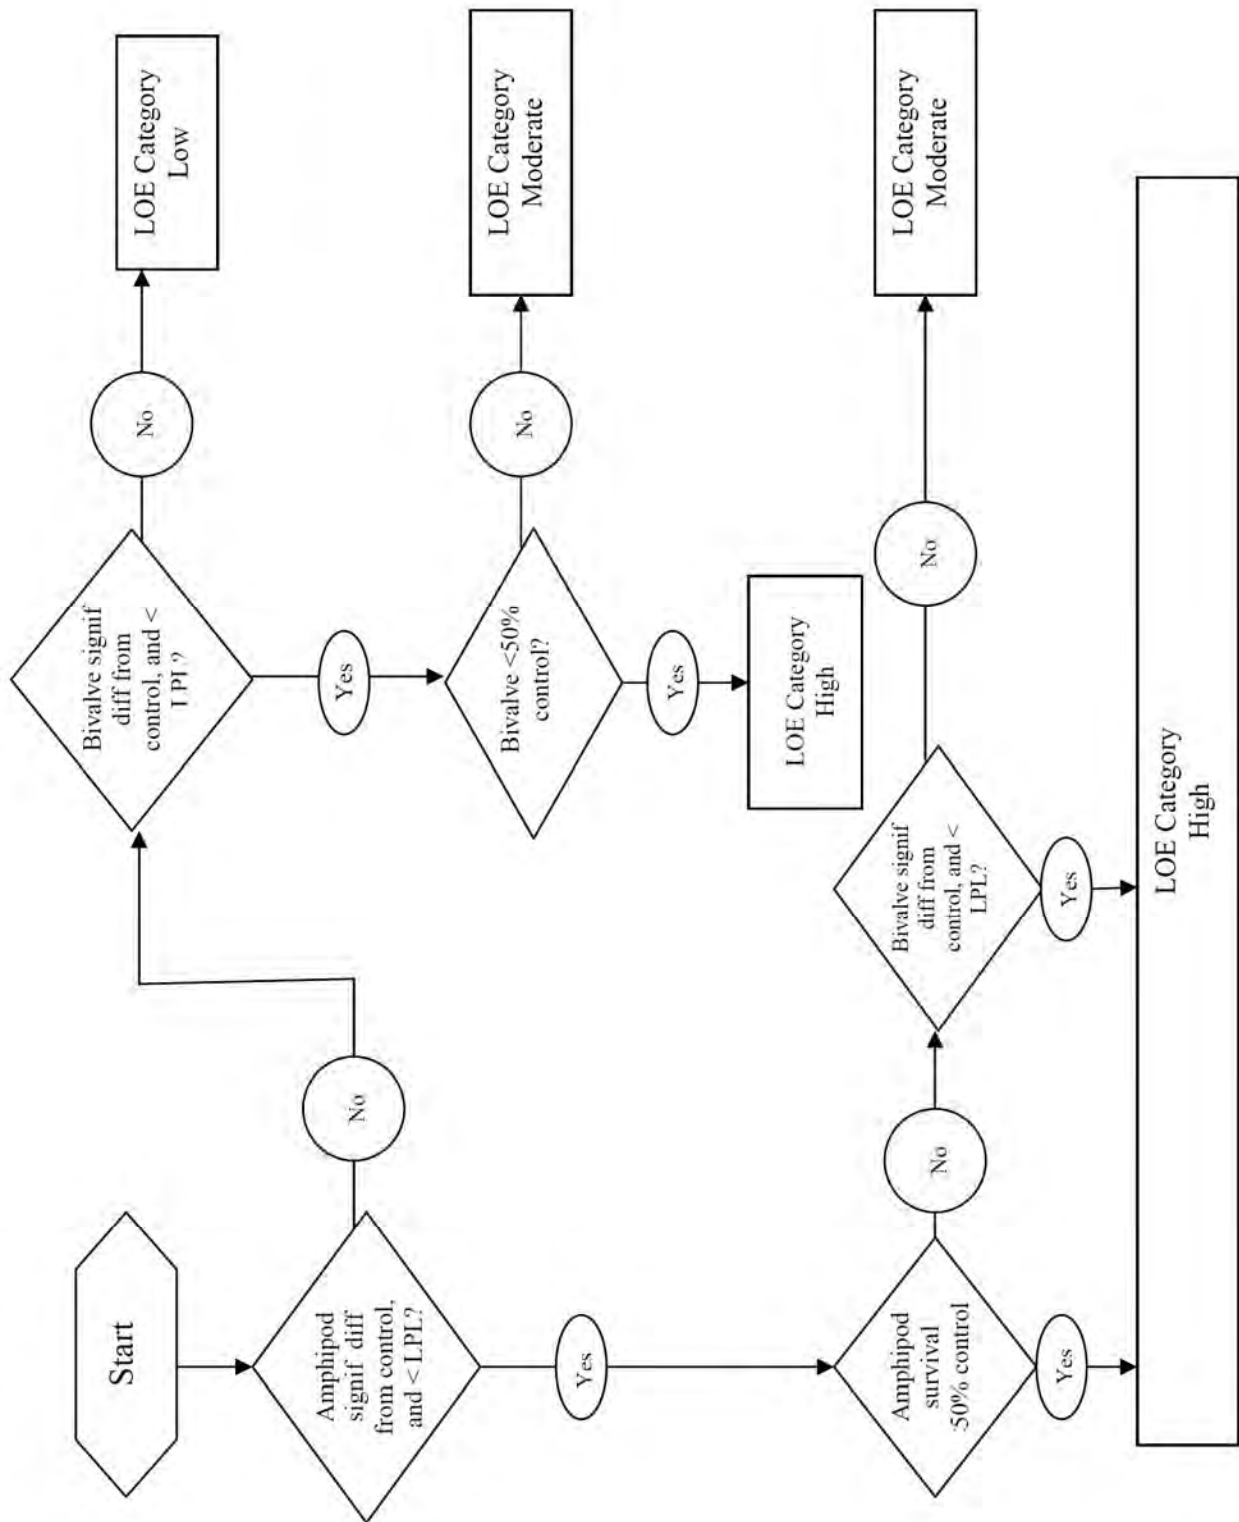 Start
Amphipod
signif diff
from control,
and < LPL?
No
Yes
Bivalve signif
diff from
control, and <
LPL?
No
LOE Category
Low
Yes
Bivalve <50%
control?
No
LOE Category
Moderate
Yes
LOE Category
High
Amphipod
survival
50% control
No
Yes
Bivalve signif
diff from
control, and <
LPL?
No
LOE Category
Moderate
Yes
LOE Category
High